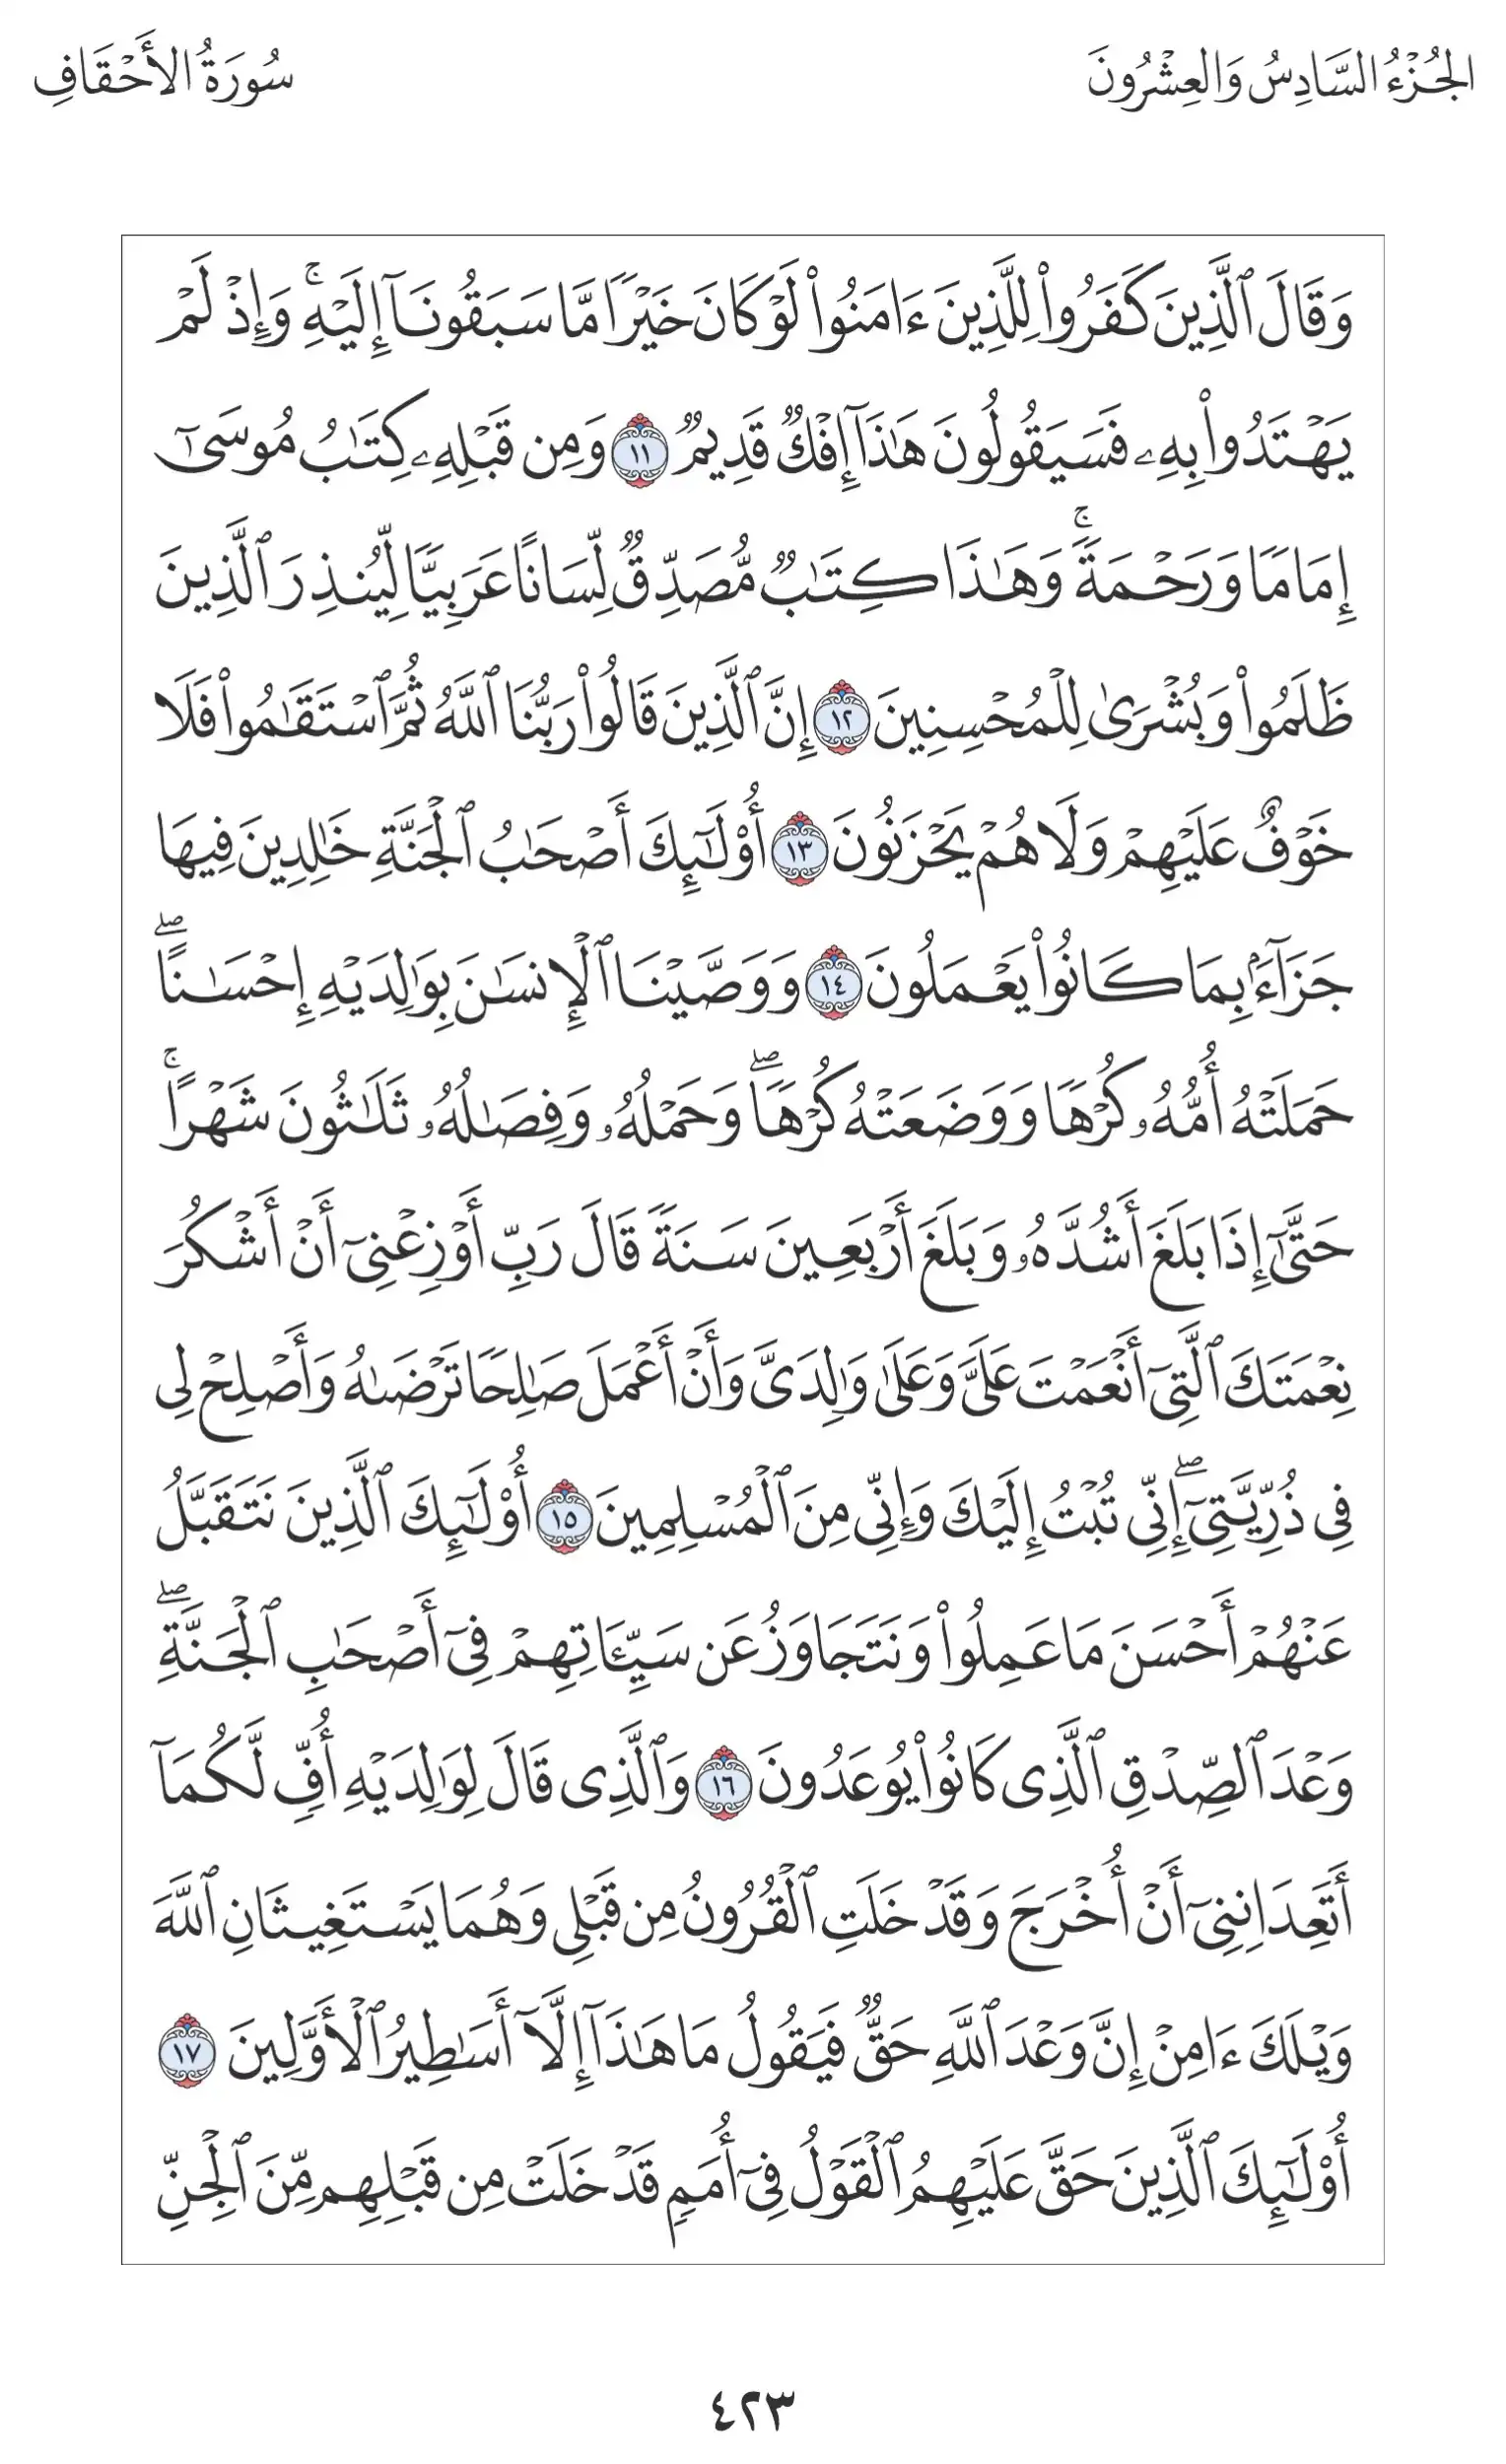 الجُزْءُ السَّادِسُ وَالعِشْرُونَ
سُورَةُ الأَحْقَافِ
وَقَالَ ٱلَّذِينَ كَفَرُوا۟ لِلَّذِينَ ءَامَنُوا۟ لَوْ كَانَ خَيْرًا مَّا سَبَقُونَآ إِلَيْهِ ۚ وَإِذْ لَمْ
يَهْتَدُوا۟ بِهِۦ فَسَيَقُولُونَ هَـٰذَآ إِفْكٌ قَدِيمٌ ١١ وَمِن قَبْلِهِۦ كِتَـٰبُ مُوسَىٰٓ
إِمَامًا وَرَحْمَةً ۚ وَهَـٰذَا كِتَـٰبٌ مُّصَدِّقٌ لِّسَانًا عَرَبِيًّا لِّيُنذِرَ ٱلَّذِينَ
ظَلَمُوا۟ وَبُشْرَىٰ لِلْمُحْسِنِينَ ١٢ إِنَّ ٱلَّذِينَ قَالُوا۟ رَبُّنَا ٱللَّهُ ثُمَّ ٱسْتَقَـٰمُوا۟ فَلَا
خَوْفٌ عَلَيْهِمْ وَلَا هُمْ يَحْزَنُونَ ١٣ أُو۟لَـٰٓئِكَ أَصْحَـٰبُ ٱلْجَنَّةِ خَـٰلِدِينَ فِيهَا
جَزَآءًۢ بِمَا كَانُوا۟ يَعْمَلُونَ ١٤ وَوَصَّيْنَا ٱلْإِنسَـٰنَ بِوَٰلِدَيْهِ إِحْسَـٰنًا ۖ
حَمَلَتْهُ أُمُّهُۥ كُرْهًا وَوَضَعَتْهُ كُرْهًا ۖ وَحَمْلُهُۥ وَفِصَـٰلُهُۥ ثَلَـٰثُونَ شَهْرًا ۚ
حَتَّىٰٓ إِذَا بَلَغَ أَشُدَّهُۥ وَبَلَغَ أَرْبَعِينَ سَنَةً قَالَ رَبِّ أَوْزِعْنِىٓ أَنْ أَشْكُرَ
نِعْمَتَكَ ٱلَّتِىٓ أَنْعَمْتَ عَلَىَّ وَعَلَىٰ وَٰلِدَىَّ وَأَنْ أَعْمَلَ صَـٰلِحًا تَرْضَىٰهُ وَأَصْلِحْ لِى
فِى ذُرِّيَّتِىٓ ۖ إِنِّى تُبْتُ إِلَيْكَ وَإِنِّى مِنَ ٱلْمُسْلِمِينَ ١٥ أُو۟لَـٰٓئِكَ ٱلَّذِينَ نَتَقَبَّلُ
عَنْهُمْ أَحْسَنَ مَا عَمِلُوا۟ وَنَتَجَاوَزُ عَن سَيِّـَٔاتِهِمْ فِىٓ أَصْحَـٰبِ ٱلْجَنَّةِ ۖ
وَعْدَ ٱلصِّدْقِ ٱلَّذِى كَانُوا۟ يُوعَدُونَ ١٦ وَٱلَّذِى قَالَ لِوَٰلِدَيْهِ أُفٍّ لَّكُمَآ
أَتَعِدَانِنِىٓ أَنْ أُخْرَجَ وَقَدْ خَلَتِ ٱلْقُرُونُ مِن قَبْلِى وَهُمَا يَسْتَغِيثَانِ ٱللَّهَ
وَيْلَكَ ءَامِنْ إِنَّ وَعْدَ ٱللَّهِ حَقٌّ فَيَقُولُ مَا هَـٰذَآ إِلَّآ أَسَـٰطِيرُ ٱلْأَوَّلِينَ ١٧
أُو۟لَـٰٓئِكَ ٱلَّذِينَ حَقَّ عَلَيْهِمُ ٱلْقَوْلُ فِىٓ أُمَمٍ قَدْ خَلَتْ مِن قَبْلِهِم مِّنَ ٱلْجِنِّ
٤٢٣